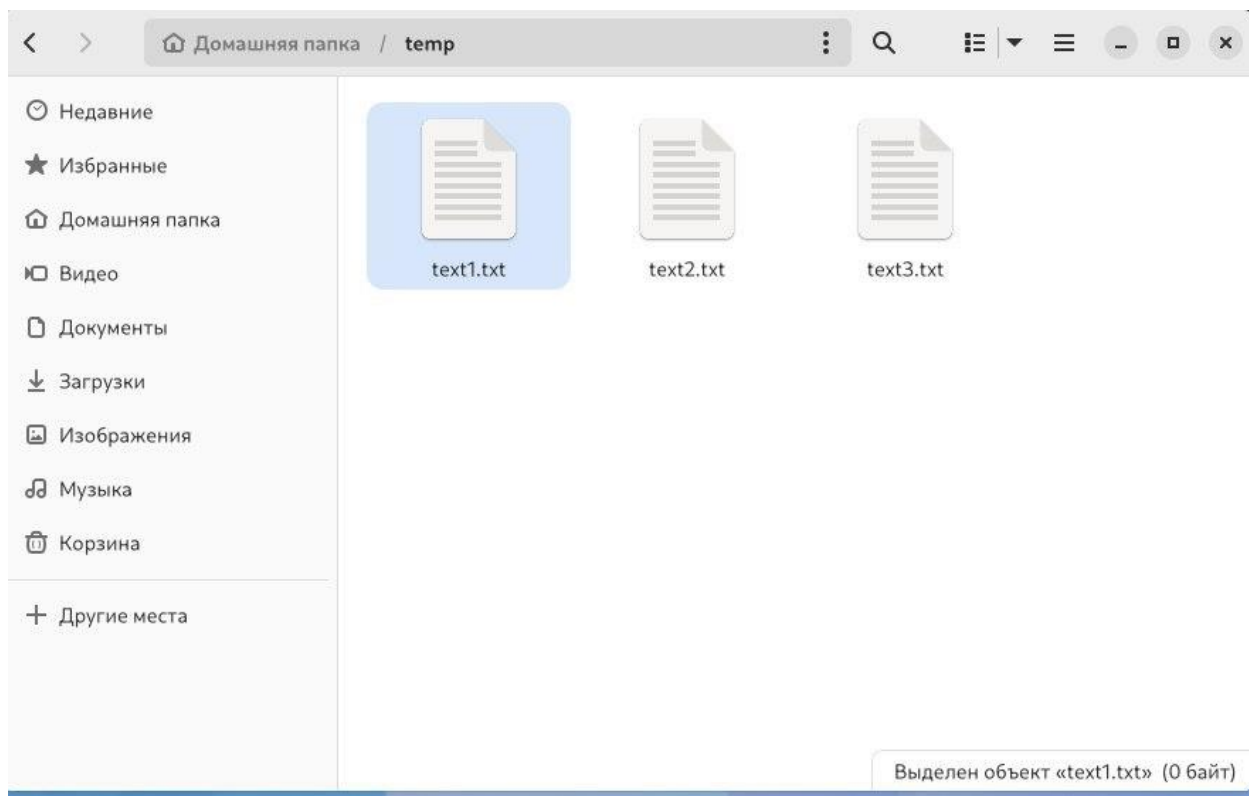 Домашняя папка / temp
Недавние
Избранные
Домашняя папка
Видео
Документы
Загрузки
Изображения
Музыка
Корзина
Другие места
text1.txt text2.txt text3.txt
Выделен объект «text1.txt» (0 байт)